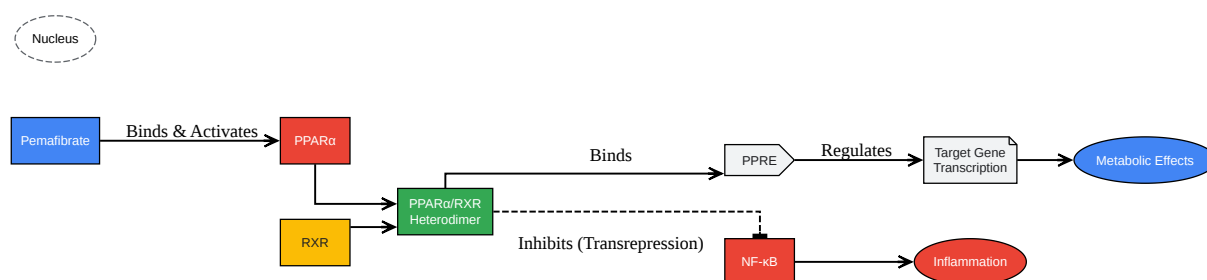 Nucleus
Pemafibrate
Binds & Activates
PPARα
Binds
PPRE
Regulates
Target Gene
Transcription
Metabolic Effects
PPARα/RXR
Heterodimer
RXR
Inhibits (Transrepression)
NF-κB
Inflammation